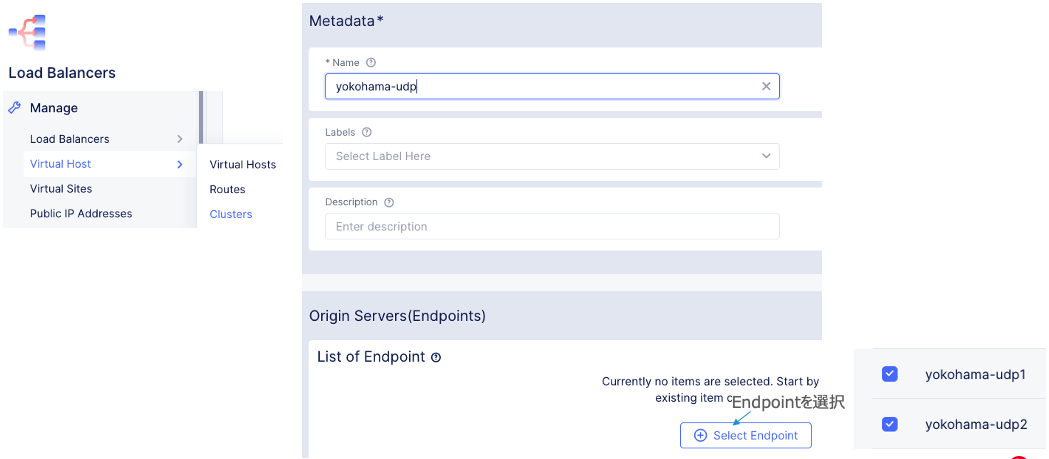 Load Balancers
Manage
Load Balancers
Virtual Host
Virtual Sites
Public IP Addresses
Virtual Hosts
Routes
Clusters
Metadata*
* Name
yokohama-udp
Labels
Select Label Here
Description
Enter description
Origin Servers(Endpoints)
List of Endpoint
Currently no items are selected. Start by
existing item
Endpointを選択
Select Endpoint
yokohama-udp1
yokohama-udp2